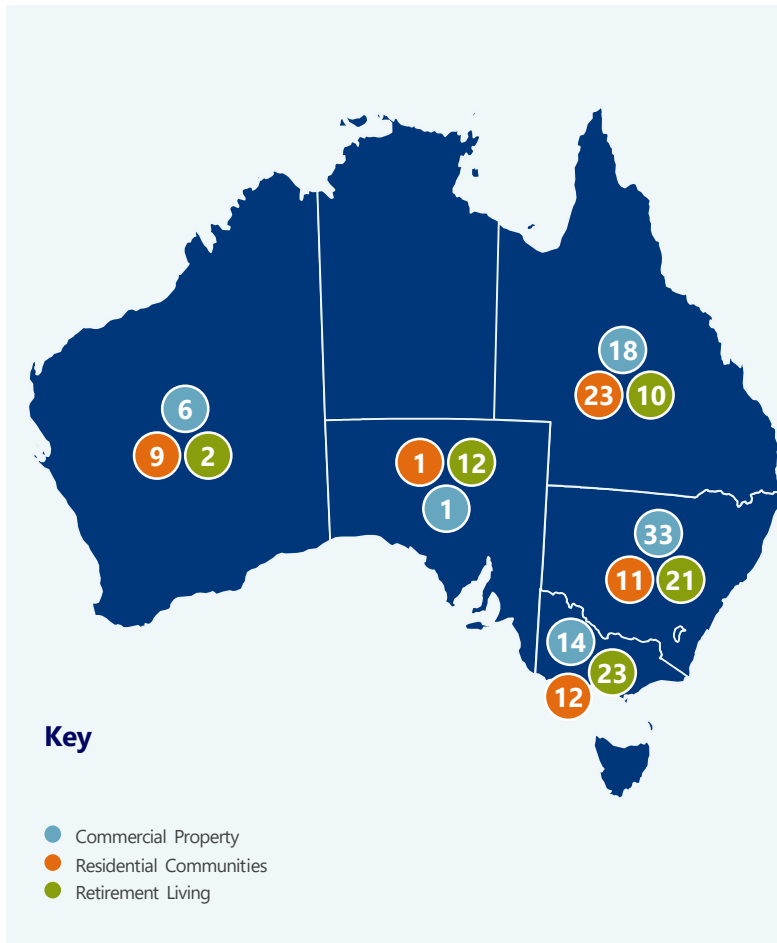 18
23 10
6
9 2
1 12
1
33
11 21
14
23
12
Key
Commercial Property
Residential Communities
Retirement Living